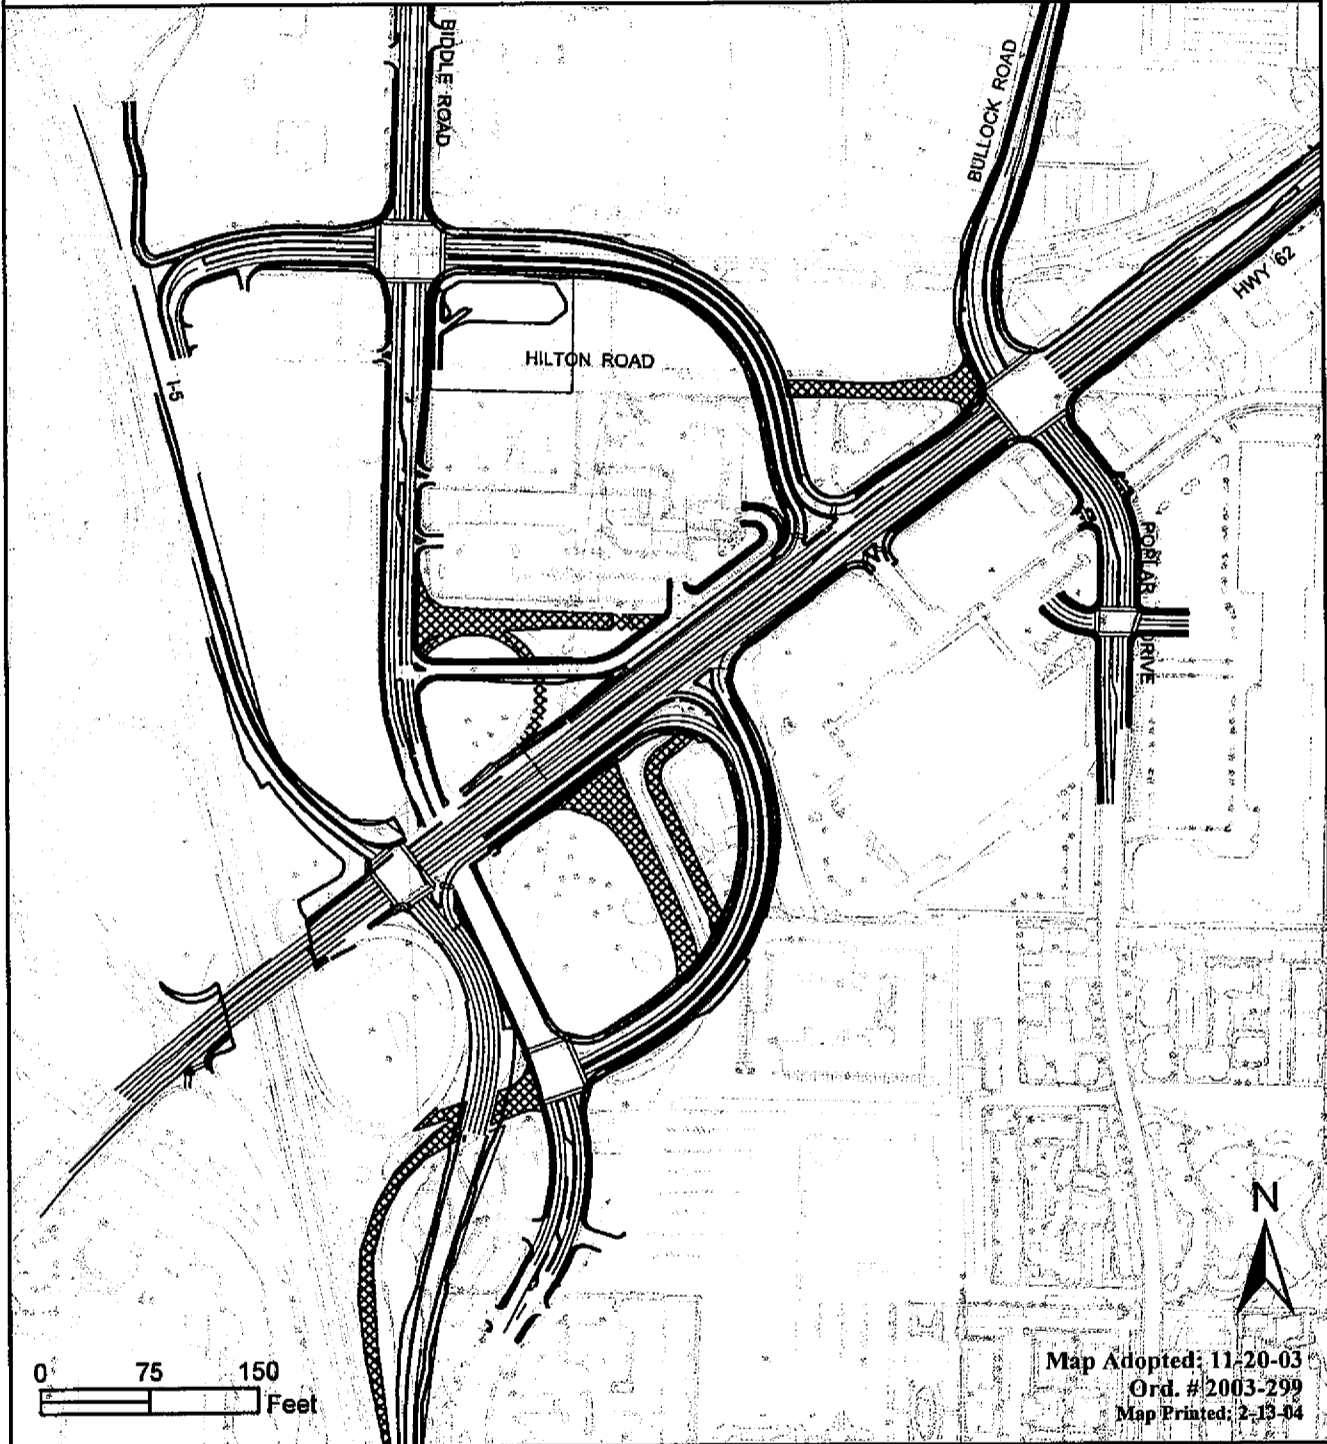 BIDDLE ROAD
BULLOCK ROAD
HWY 62
HILTON ROAD
I-5
POPLAR DRIVE
N
0 75 150
Feet
Map Adopted: 11-20-03
Ord. # 2003-299
Map Printed: 2-13-04